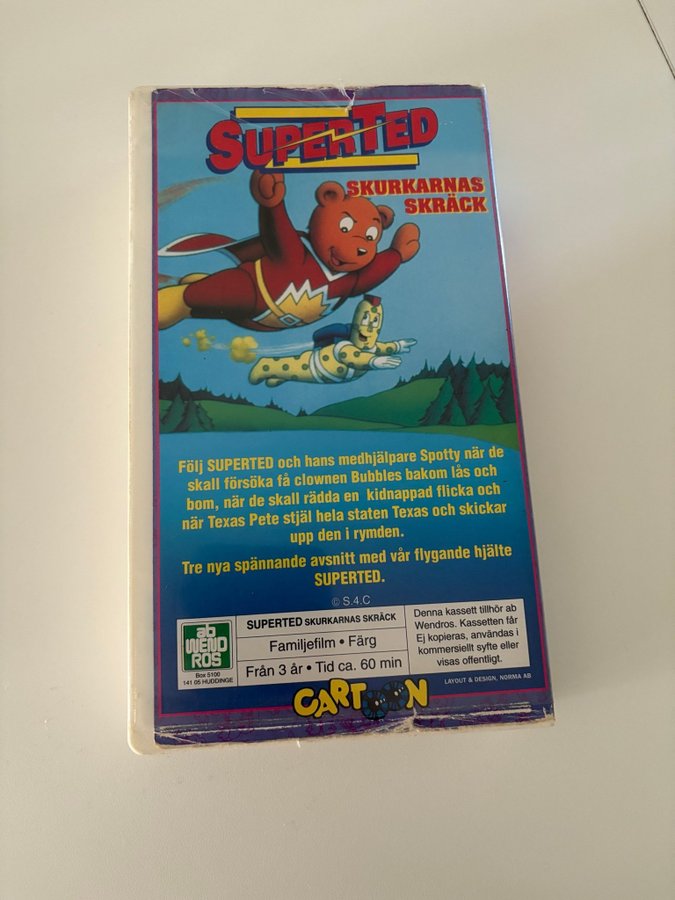 SUPERTED
SKURKARNAS
SKRÄCK
Följ SUPERTED och hans medhjälpare Spotty när de
skall försöka få clownen Bubbles bakom lås och
bom, när de skall rädda en kidnappad flicka och
när Texas Pete stjäl hela staten Texas och skickar
upp den i rymden.
Tre nya spännande avsnitt med vår flygande hjälte
SUPERTED.
© S.4.C
ab
WEND
ROS
Box 5100
141 05 HUDDINGE
SUPERTED SKURKARNAS SKRÄCK
Familjefilm • Färg
Från 3 år • Tid ca. 60 min
Denna kassett tillhör ab
Wendros. Kassetten får
Ej kopieras, användas i
kommersiellt syfte eller
visas offentligt.
CARTOON
LAYOUT & DESIGN, NORMA AB